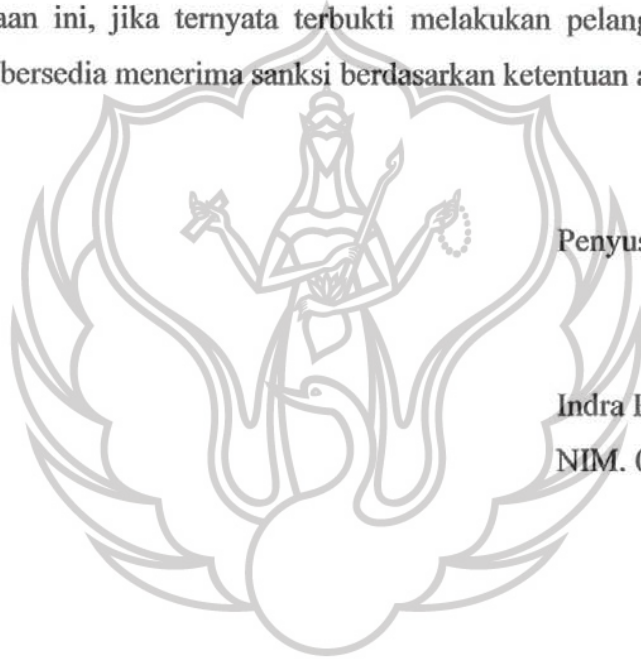 aan ini, jika ternyata terbukti melakukan pelang
bersedia menerima sanksi berdasarkan ketentuan a
Penyus
Indra
NIM.